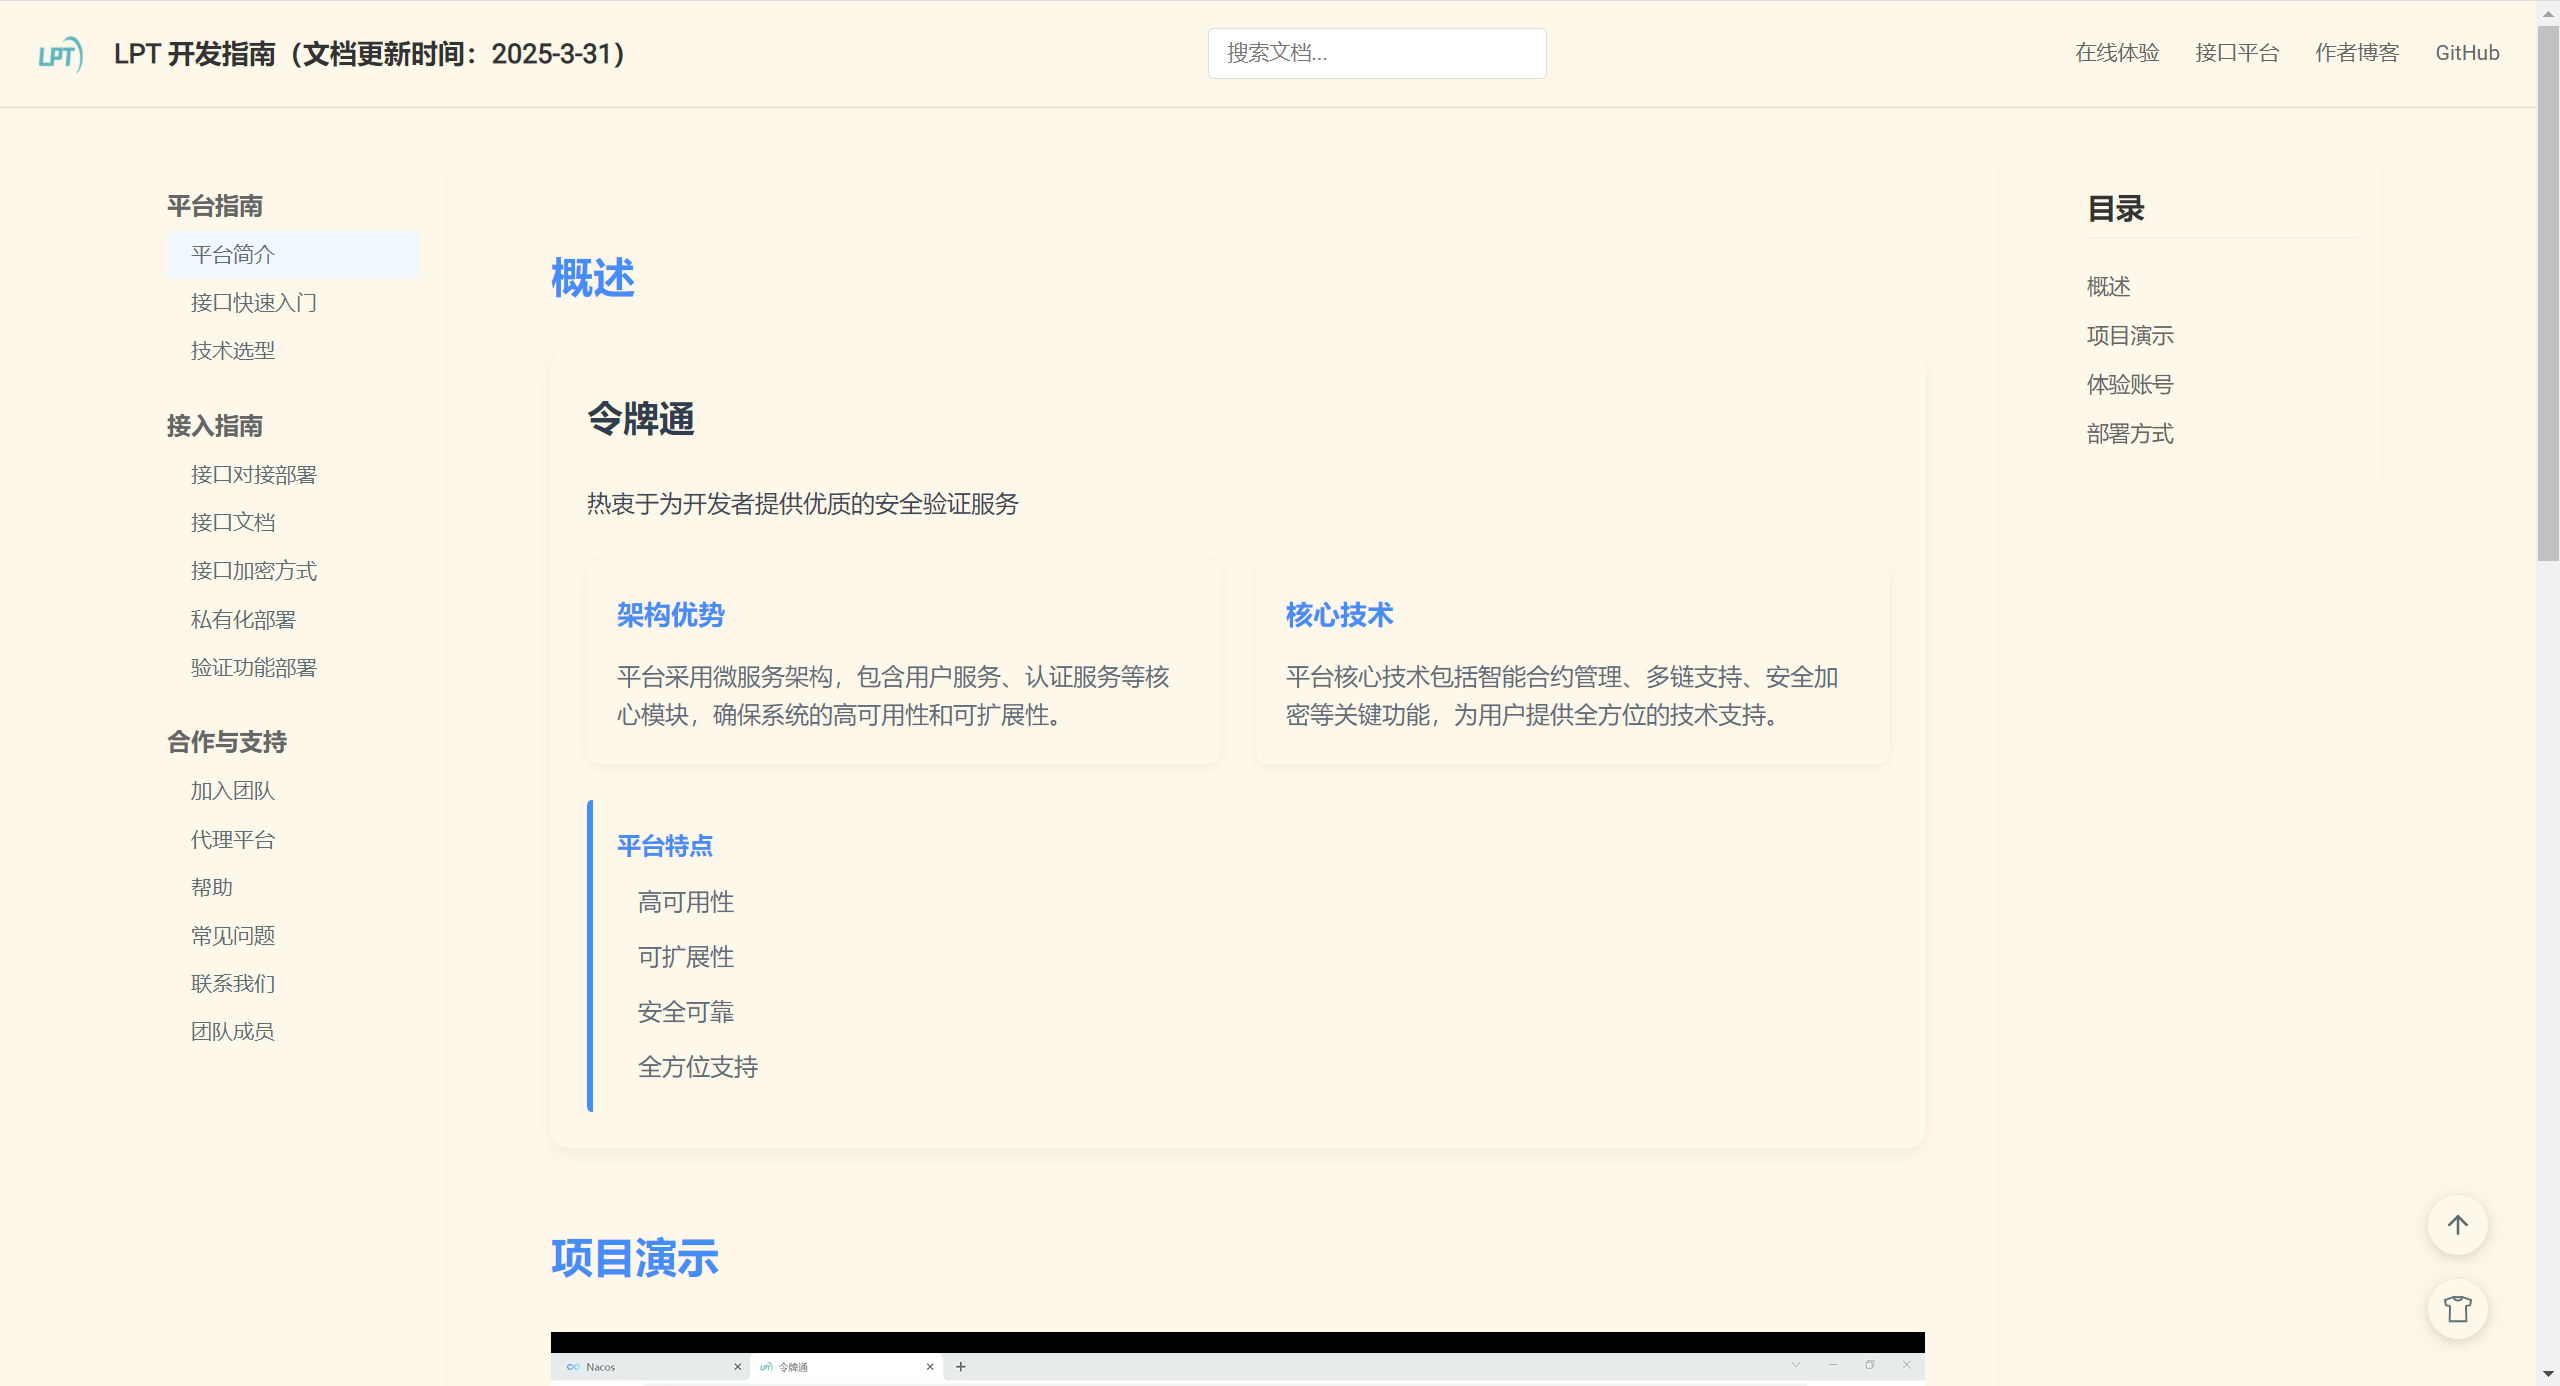 LPT
LPT 开发指南（文档更新时间：2025-3-31）
搜索文档...
在线体验
接口平台
作者博客
GitHub
平台指南
平台简介
接口快速入门
技术选型
接入指南
接口对接部署
接口文档
接口加密方式
私有化部署
验证功能部署
合作与支持
加入团队
代理平台
帮助
常见问题
联系我们
团队成员
概述
令牌通
热衷于为开发者提供优质的安全验证服务
架构优势
平台采用微服务架构，包含用户服务、认证服务等核
心模块，确保系统的高可用性和可扩展性。
核心技术
平台核心技术包括智能合约管理、多链支持、安全加
密等关键功能，为用户提供全方位的技术支持。
平台特点
高可用性
可扩展性
安全可靠
全方位支持
项目演示
Nacos
LPT 令牌通
目录
概述
项目演示
体验账号
部署方式